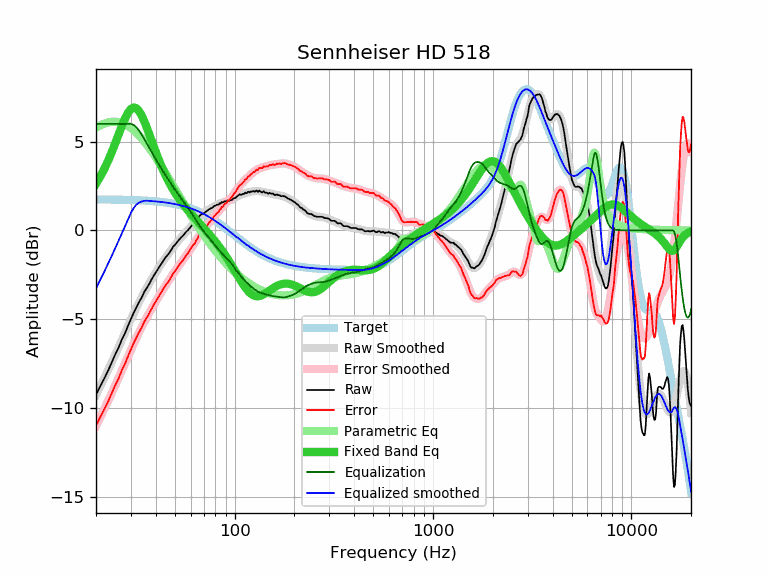 Sennheiser HD 518
Amplitude (dBr)
5
0
−5
−10
−15
Target
Raw Smoothed
Error Smoothed
Raw
Error
Parametric Eq
Fixed Band Eq
Equalization
Equalized smoothed
100
1000
10000
Frequency (Hz)